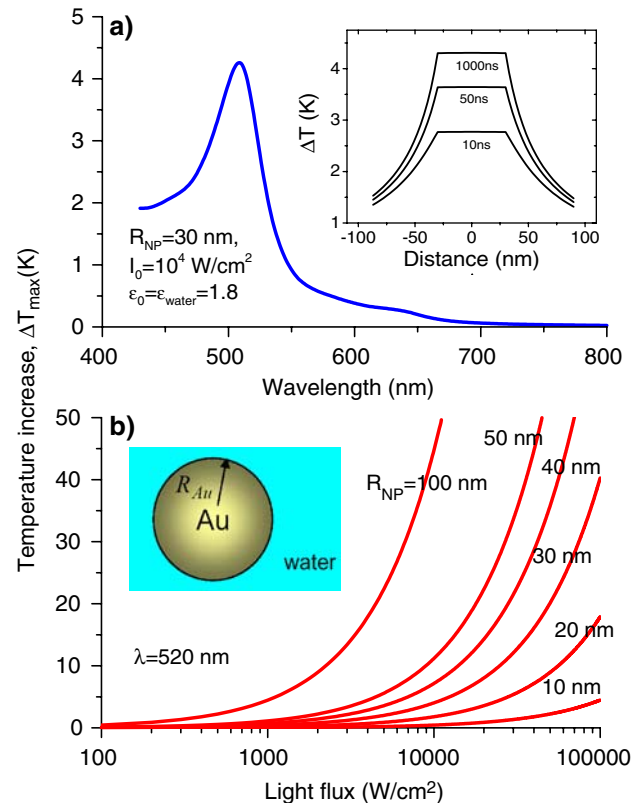 a)
5
4
3
2
1
0
400
500
600
700
800
Wavelength (nm)
R_NP=30 nm,
I_0=10^4 W/cm^2
ε_0=ε_water=1.8
4
3
2
1
ΔT (K)
1000ns
50ns
10ns
-100
-50
0
50
100
Distance (nm)
Temperature increase, ΔT_max(K)
b)
50
40
30
20
10
0
R_Au
Au
water
λ=520 nm
R_NP=100 nm
50 nm
40 nm
30 nm
20 nm
10 nm
100
1000
10000
100000
Light flux (W/cm²)